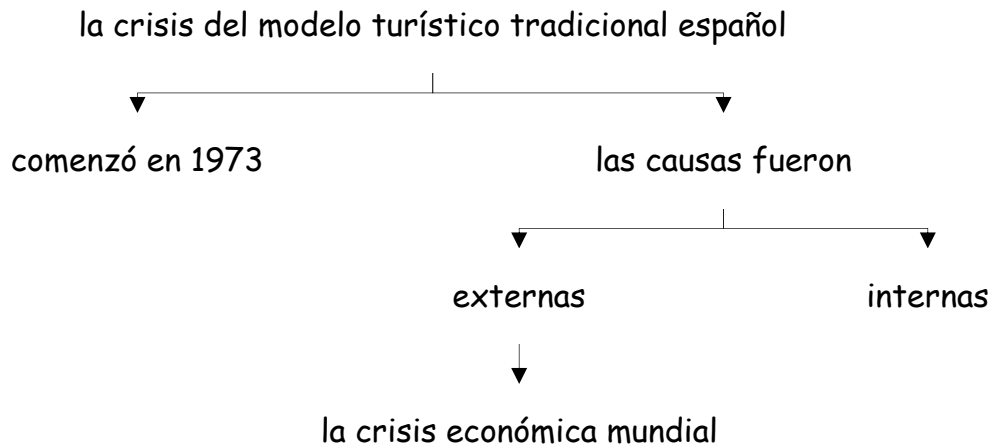 la crisis del modelo turístico tradicional español
comenzó en 1973
las causas fueron
externas
internas
la crisis económica mundial